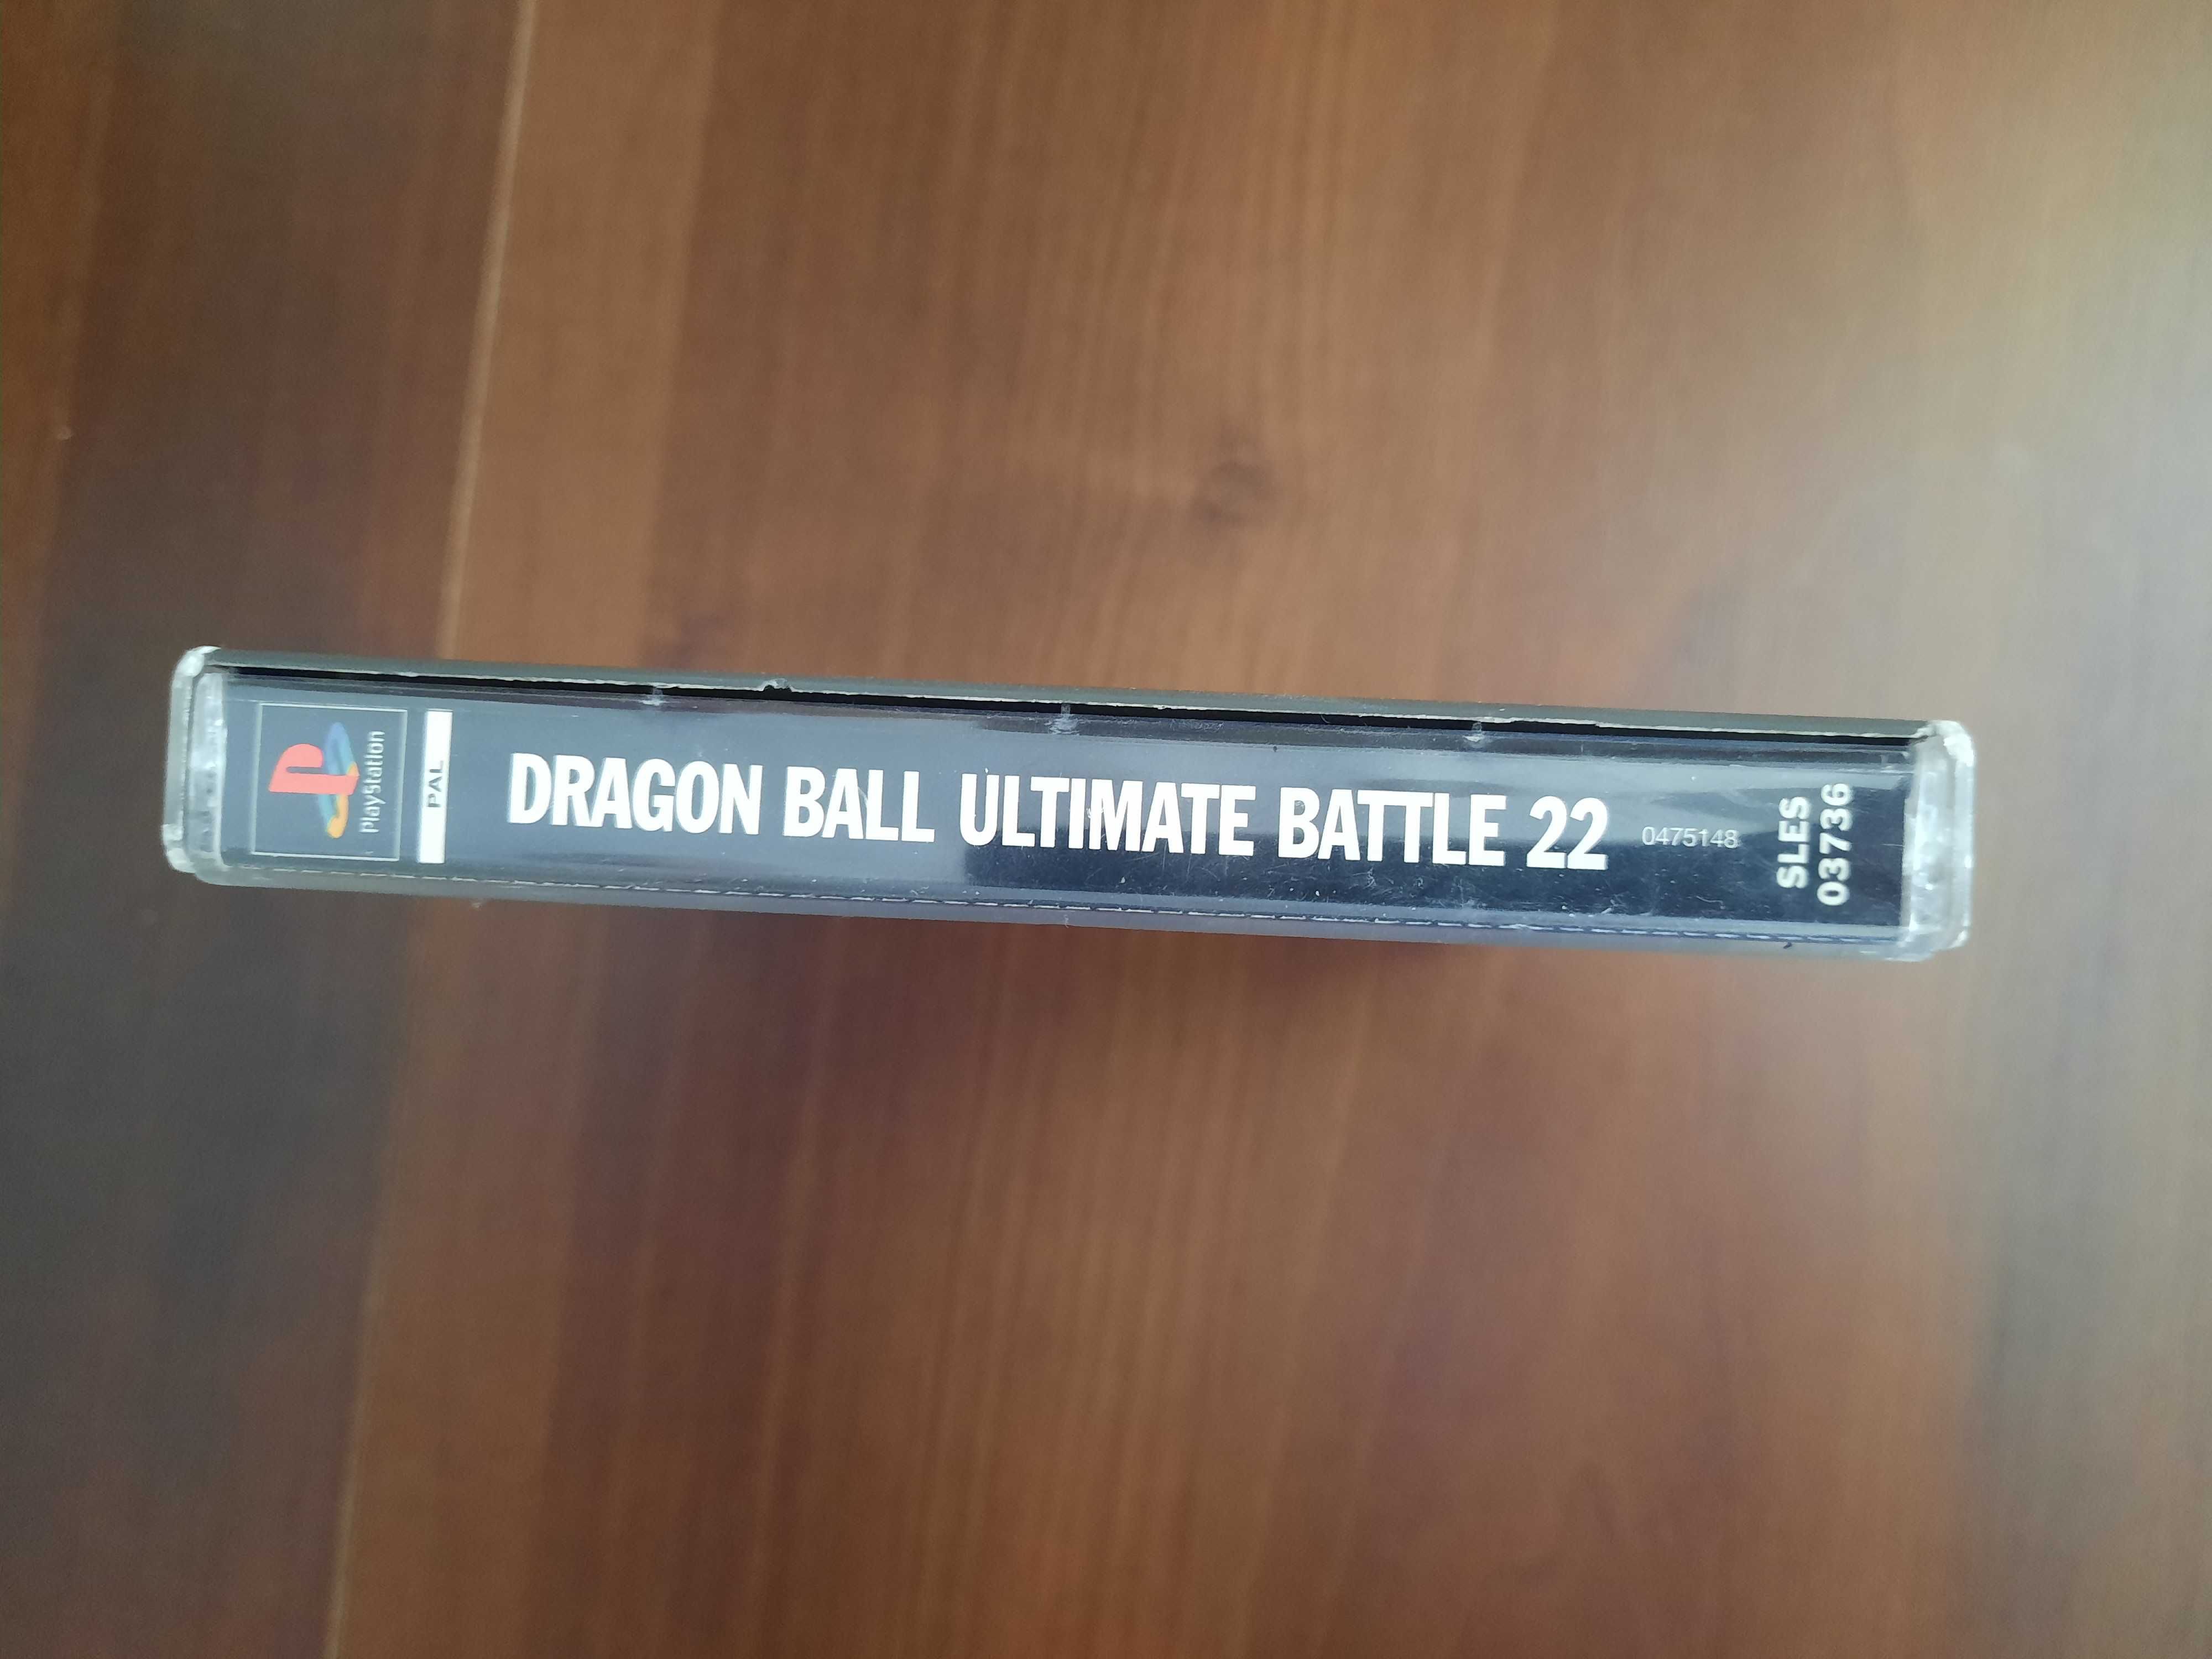 PlayStation
PAL
DRAGON BALL ULTIMATE BATTLE 22
0475148
SLES
03736